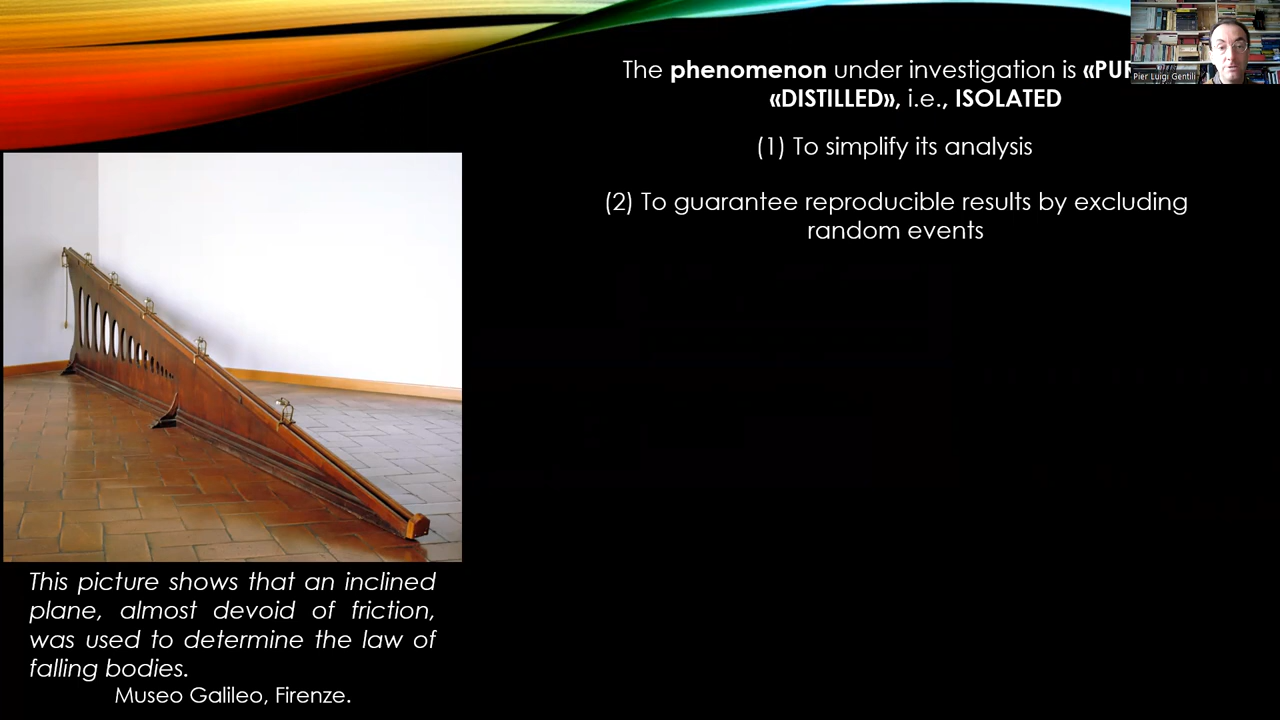 The phenomenon under investigation is
«DISTILLED», i.e., ISOLATED
(1) To simplify its analysis
(2) To guarantee reproducible results by excluding
random events
Pier Luigi Gentili
This picture shows that an inclined
plane, almost devoid of friction,
was used to determine the law of
falling bodies.
Museo Galileo, Firenze.